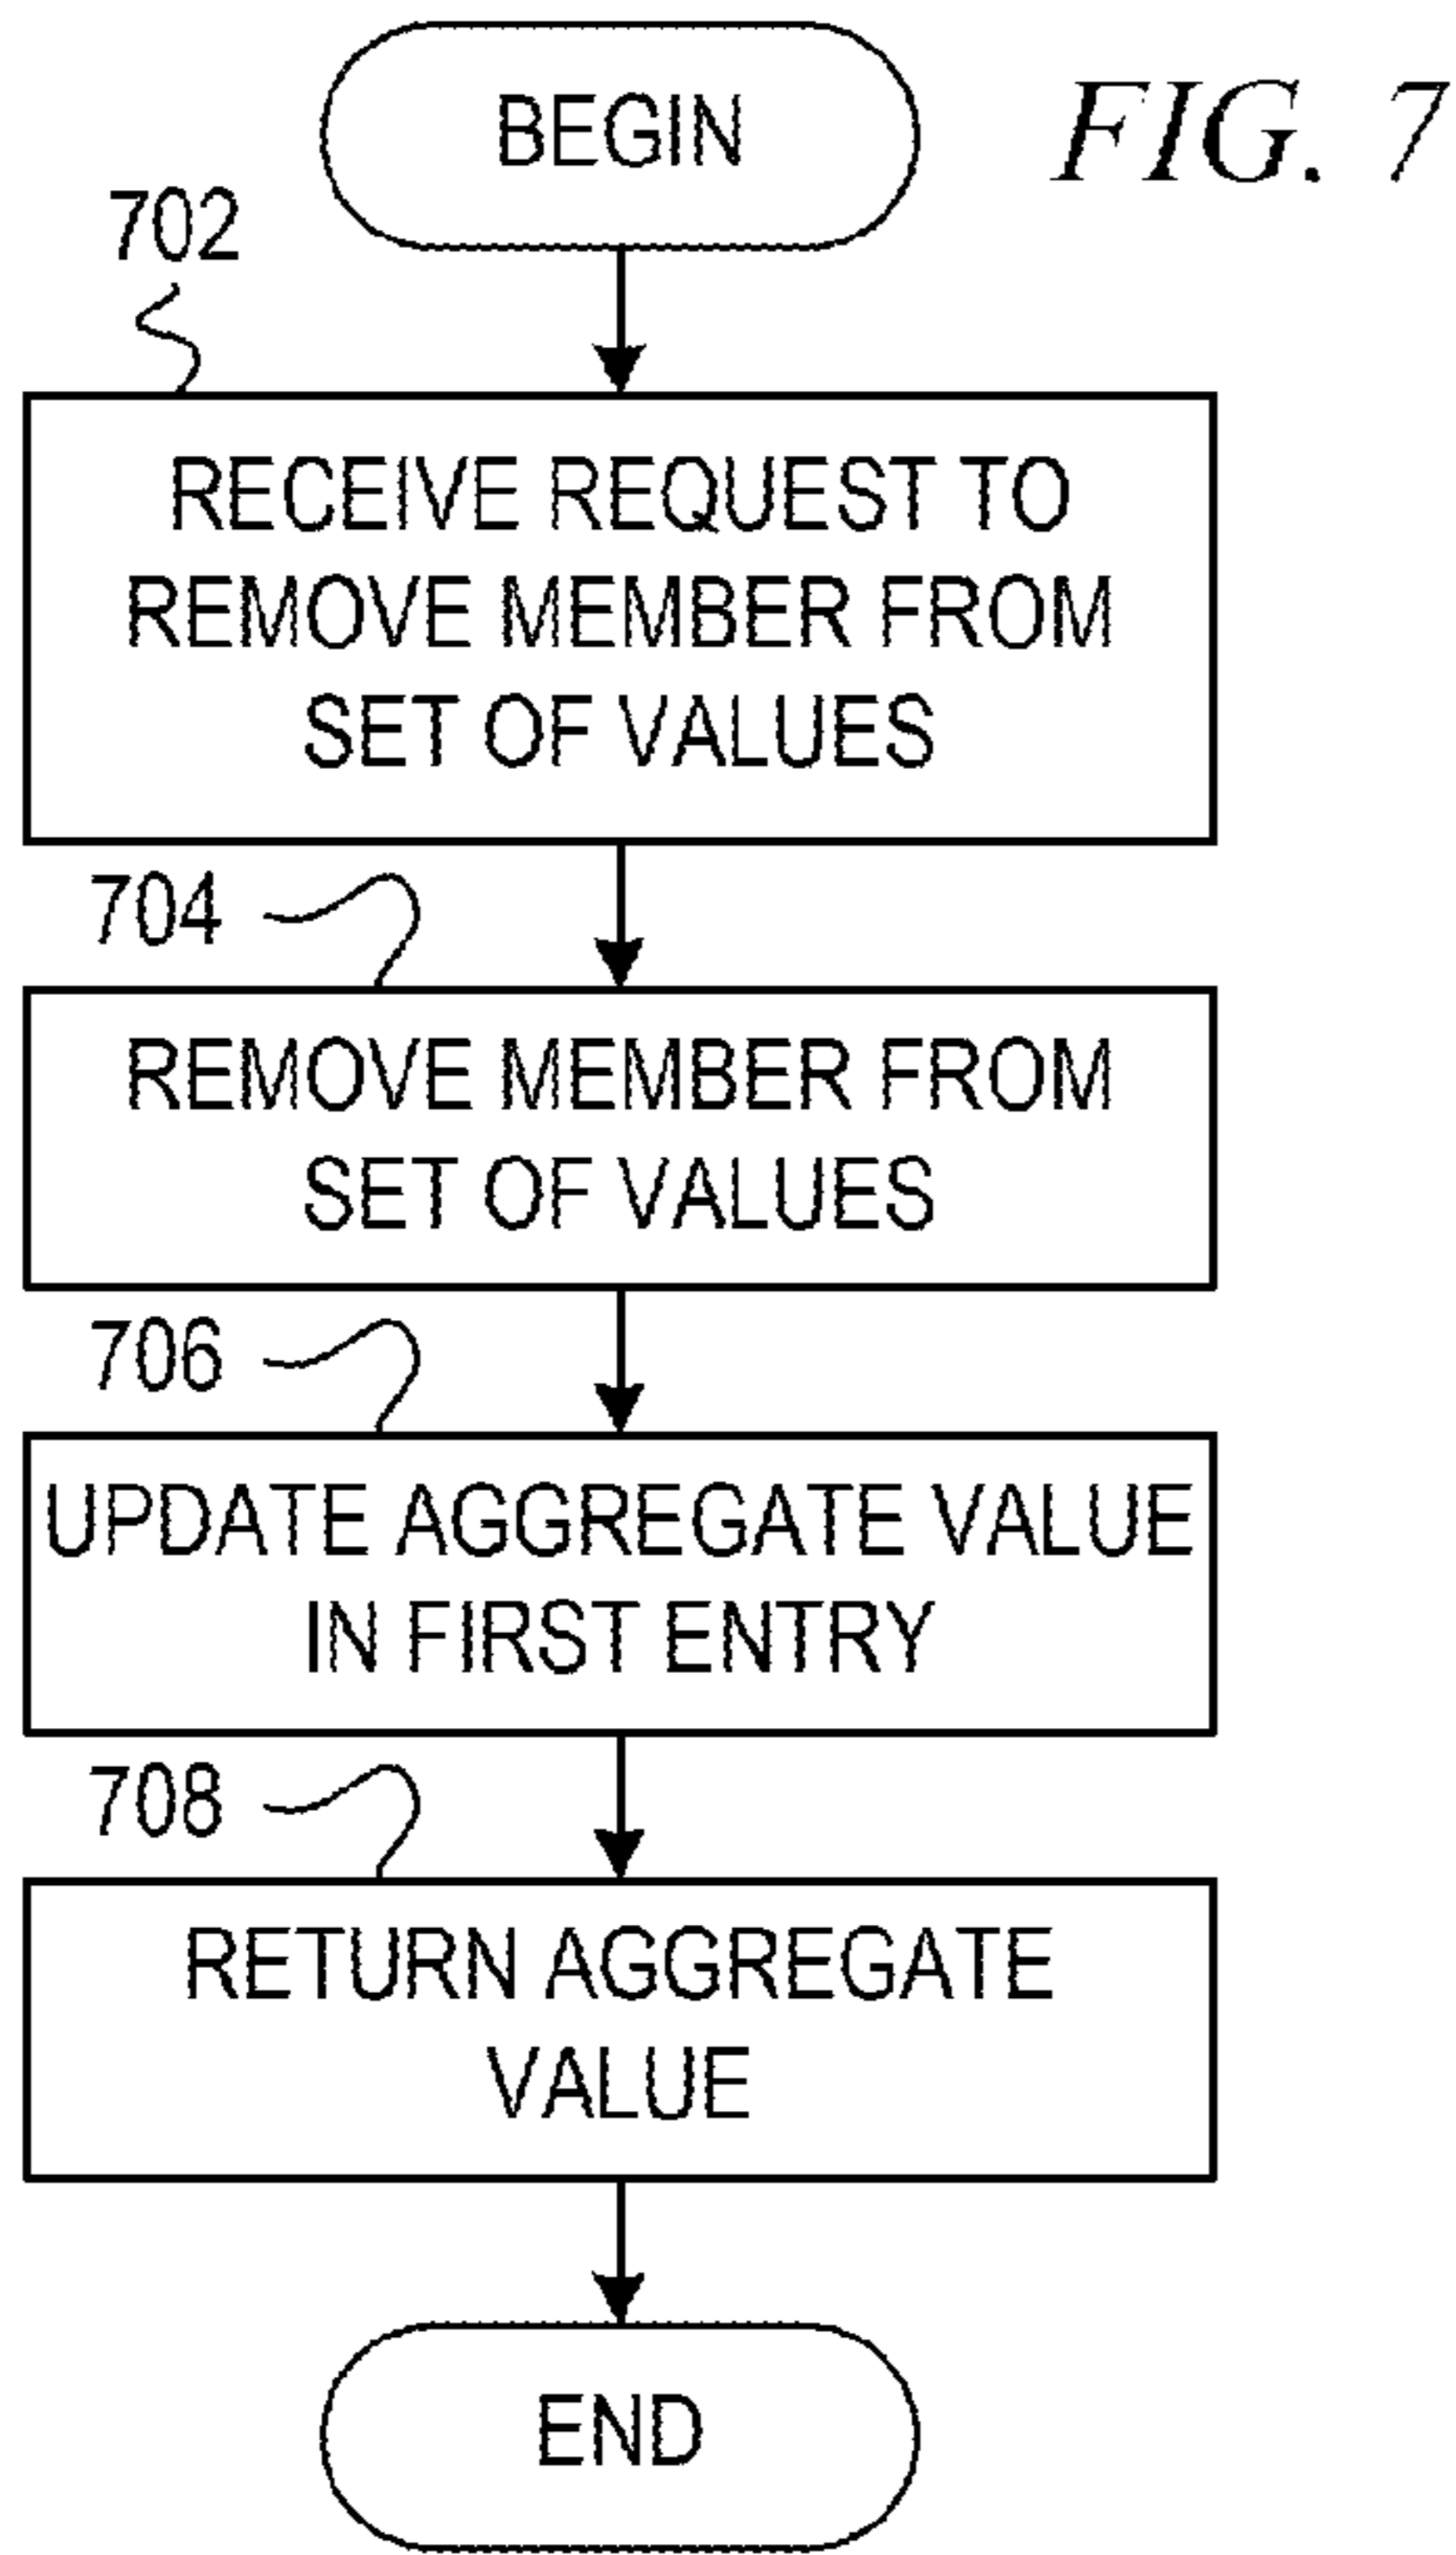 BEGIN
FIG. 7
702
RECEIVE REQUEST TO
REMOVE MEMBER FROM
SET OF VALUES
704
REMOVE MEMBER FROM
SET OF VALUES
706
UPDATE AGGREGATE VALUE
IN FIRST ENTRY
708
RETURN AGGREGATE
VALUE
END